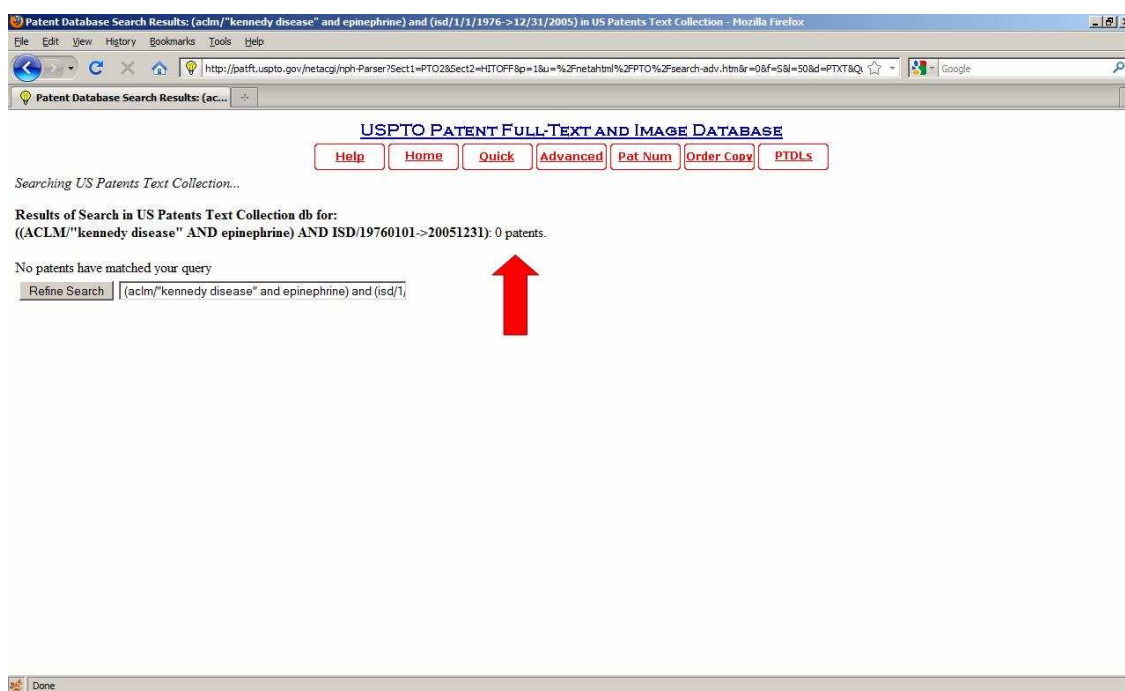 Patent Database Search Results: (aclm/"kennedy disease" and epinephrine) and (isd/1/1/1976->12/31/2005) in US Patents Text Collection - Mozilla Firefox
File Edit View History Bookmarks Tools Help
http://patft.uspto.gov/netacgi/nph-Parser?Sect1=PTO2&Sect2=HITOFF&p=1&u=%2Fnetahtml%2FPTO%2Fsearch-adv.htm&r=0&f=S&l=50&d=PTXT&Q Google
Patent Database Search Results: (ac...
USPTO PATENT FULL-TEXT AND IMAGE DATABASE
Help Home Quick Advanced Pat Num Order Copy PTDLs
Searching US Patents Text Collection...
Results of Search in US Patents Text Collection db for:
((ACLM/"kennedy disease" AND epinephrine) AND ISD/19760101->20051231): 0 patents.
No patents have matched your query
Refine Search (aclm/"kennedy disease" and epinephrine) and (isd/1/
Done